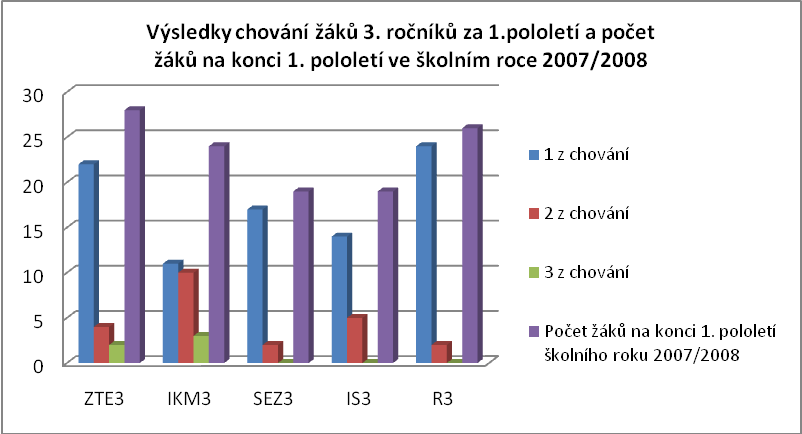 Výsledky chování žáků 3. ročníků za 1.pololetí a počet
žáků na konci 1. pololetí ve školním roce 2007/2008
30
25
20
15
10
5
0
ZTE3 IKM3 SEZ3 IS3 R3
1 z chování
2 z chování
3 z chování
Počet žáků na konci 1. pololetí
školního roku 2007/2008